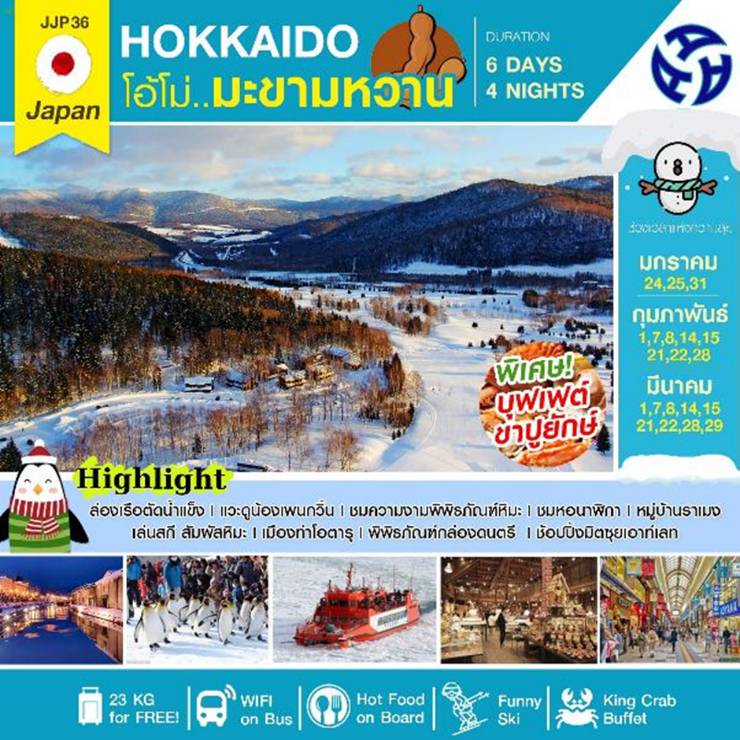 JJP36
Japan
HOKKAIDO
โอ้โม่..มะขามหวาน
DURATION
6 DAYS
4 NIGHTS
มกราคม
24,25,31
กุมภาพันธ์
1,7,8,14,15
21,22,28
มีนาคม
1,7,8,14,15
21,22,28,29
พิเศษ!
บุฟเฟต์
ขาปูยักษ์
Highlight
ล่องเรือตัดน้ำแข็ง I แวะดูน้องเพนกวิ้น I ชมความงามพิพิธภัณฑ์หิมะ I ชมหอนาฬิกา I หมู่บ้านราเมง
เล่นสกี สัมผัสหิมะ I เมืองท่าโอตารุ I พิพิธภัณฑ์กล่องดนตรี I ช้อปปิ้งมิตซุยเอาท์เลท
23 KG
for FREE!
WIFI
on Bus
Hot Food
on Board
Funny
Ski
King Crab
Buffet